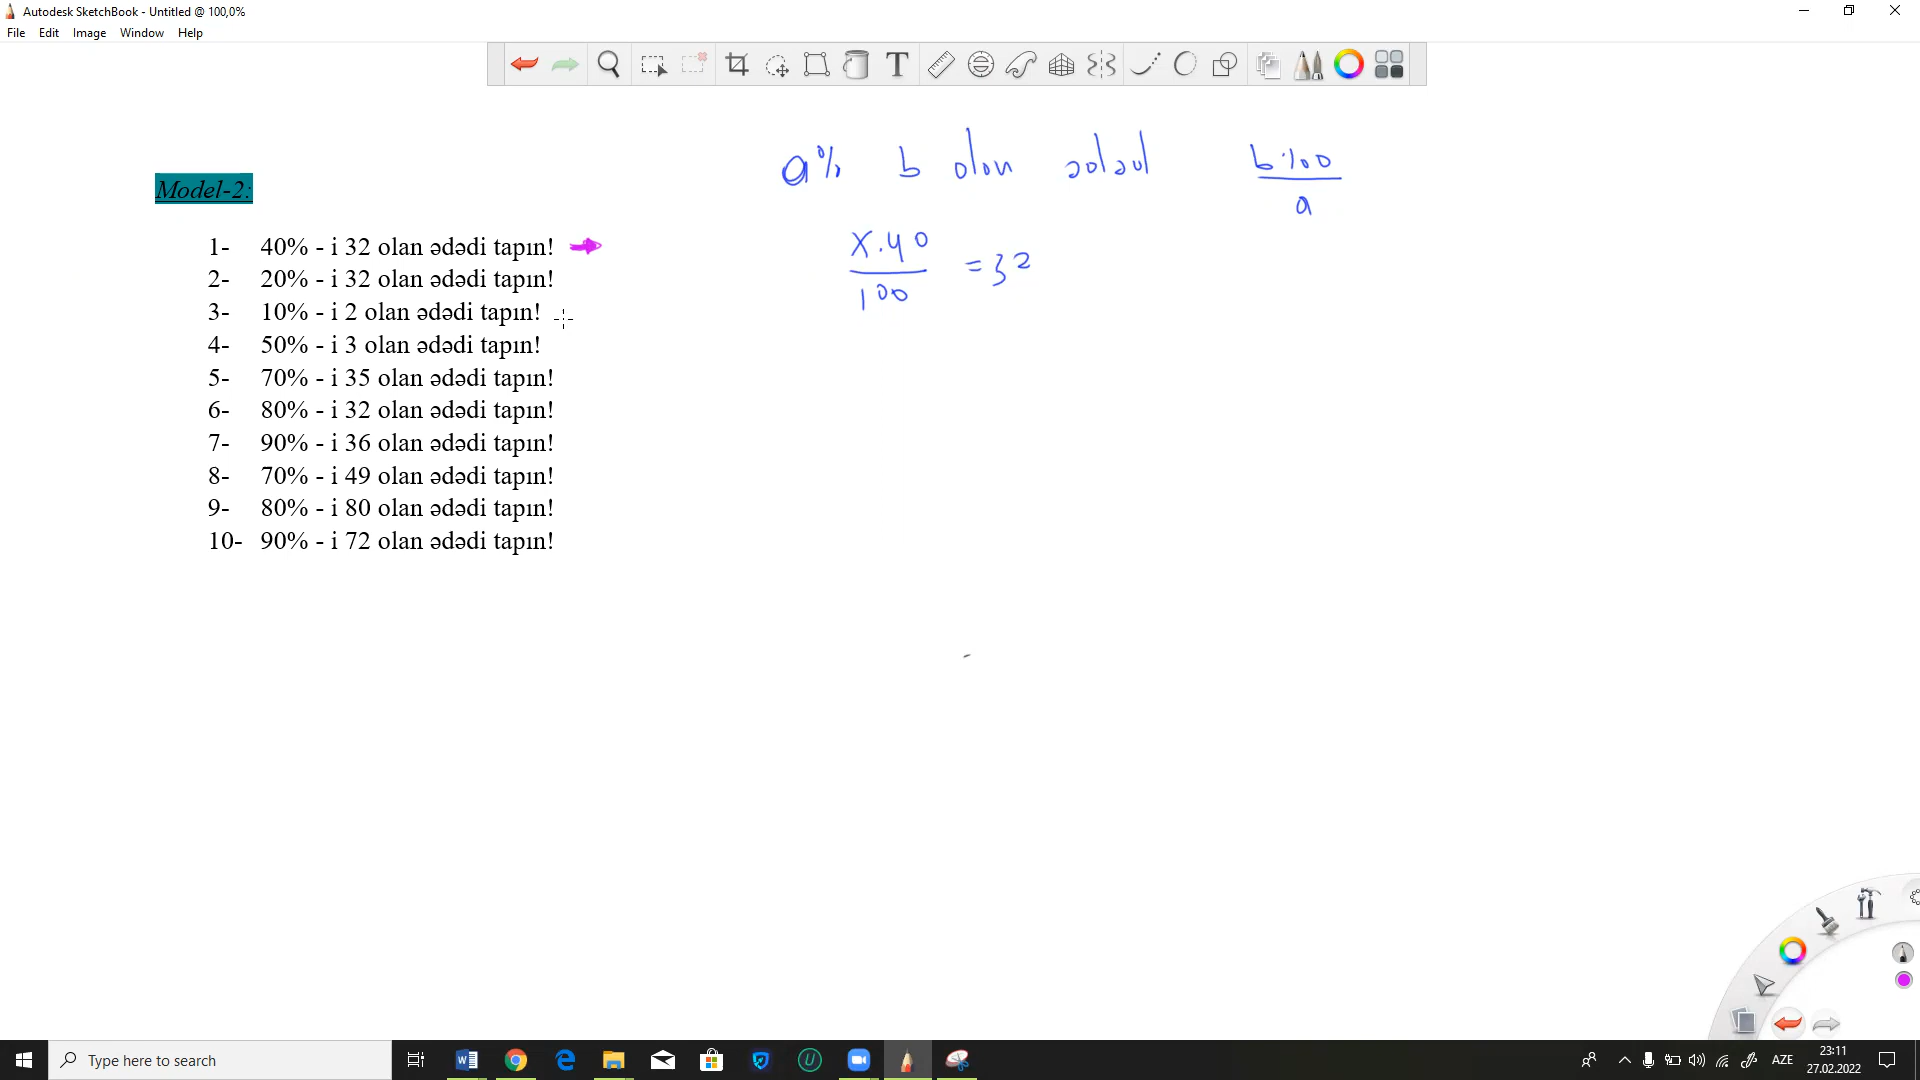 Autodesk SketchBook - Untitled @ 100,0%
File Edit Image Window Help
T
Model-2:
1- 40% - i 32 olan ədədi tapın!
2- 20% - i 32 olan ədədi tapın!
3- 10% - i 2 olan ədədi tapın!
4- 50% - i 3 olan ədədi tapın!
5- 70% - i 35 olan ədədi tapın!
6- 80% - i 32 olan ədədi tapın!
7- 90% - i 36 olan ədədi tapın!
8- 70% - i 49 olan ədədi tapın!
9- 80% - i 80 olan ədədi tapın!
10- 90% - i 72 olan ədədi tapın!
a% b olan ədəd b·100
a
x·40 = 32
100
Type here to search
AZE
23:11
27.02.2022